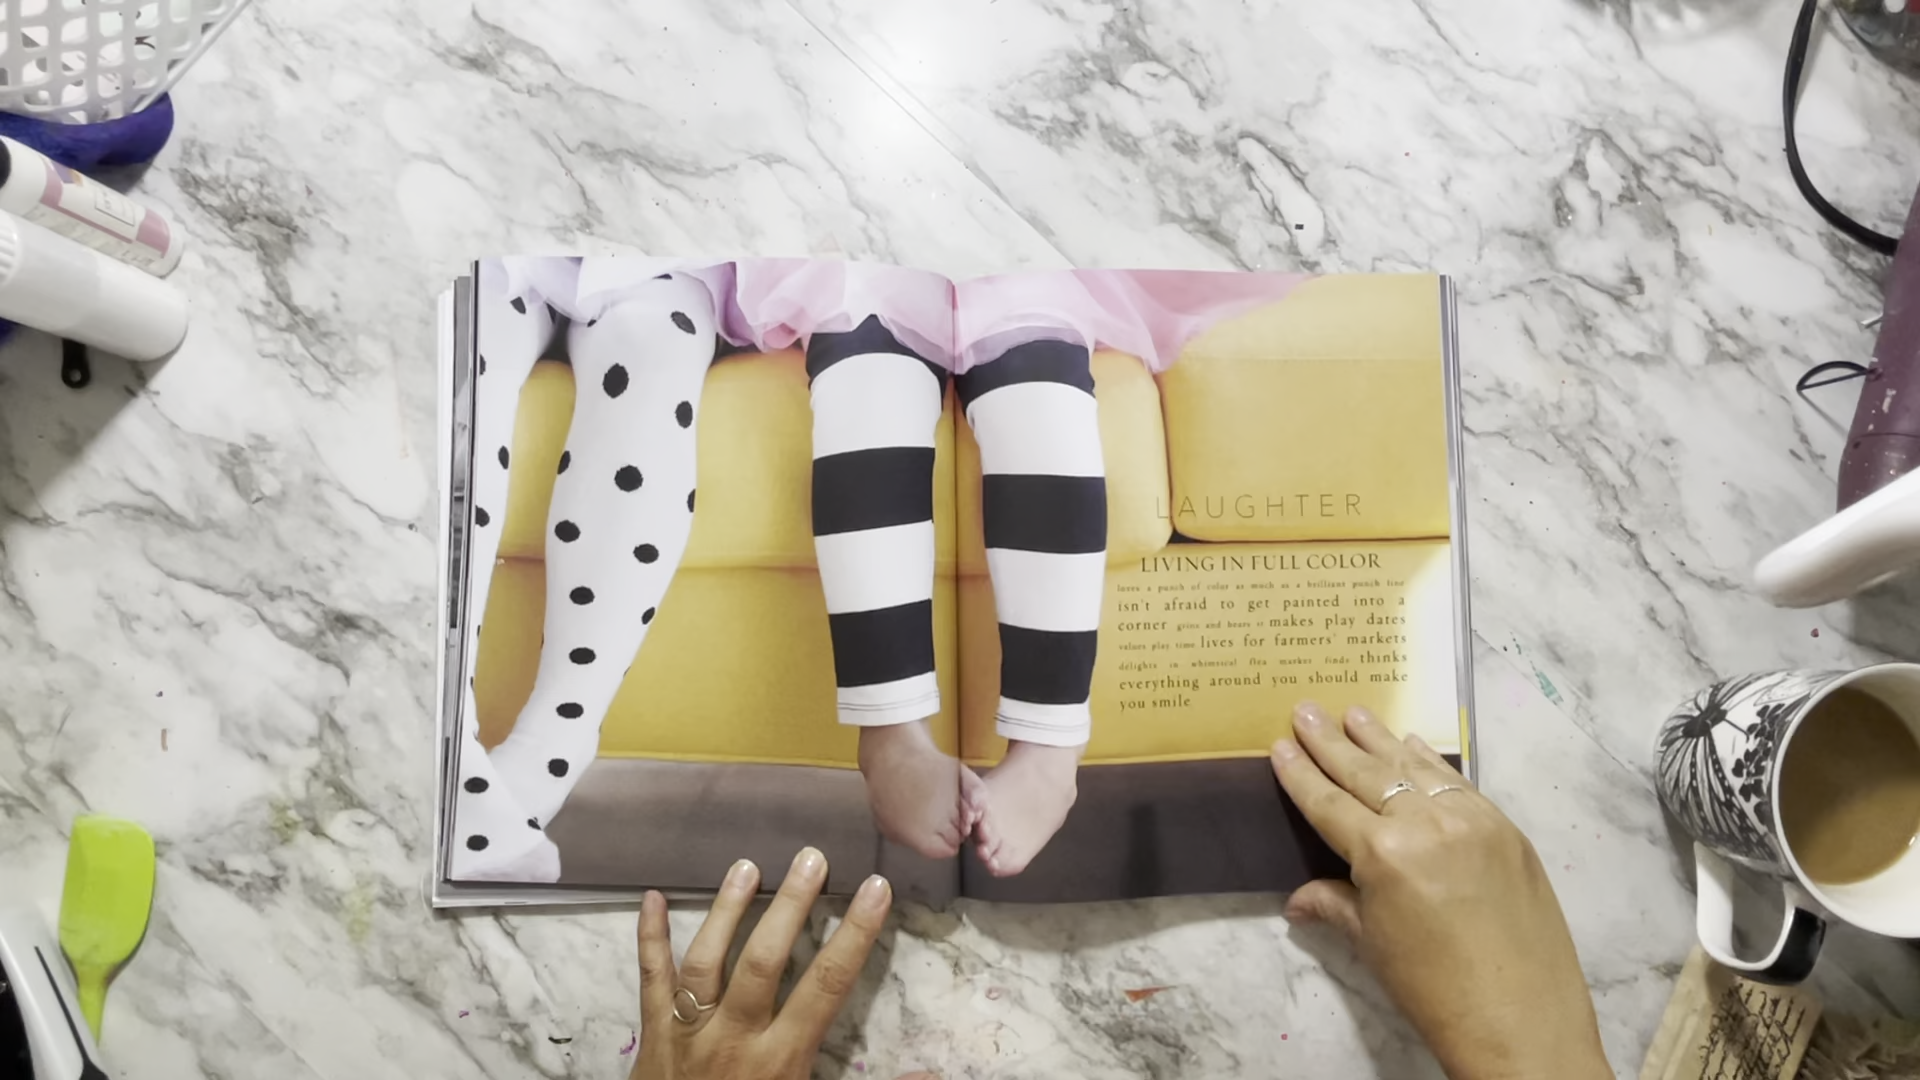 LAUGHTER
LIVING IN FULL COLOR
loves a punch of color as much as a brilliant punch line
isn't afraid to get painted into a
corner grins and bears it makes play dates
values play time lives for farmers' markets
delights in whimsical flea market finds thinks
everything around you should make
you smile